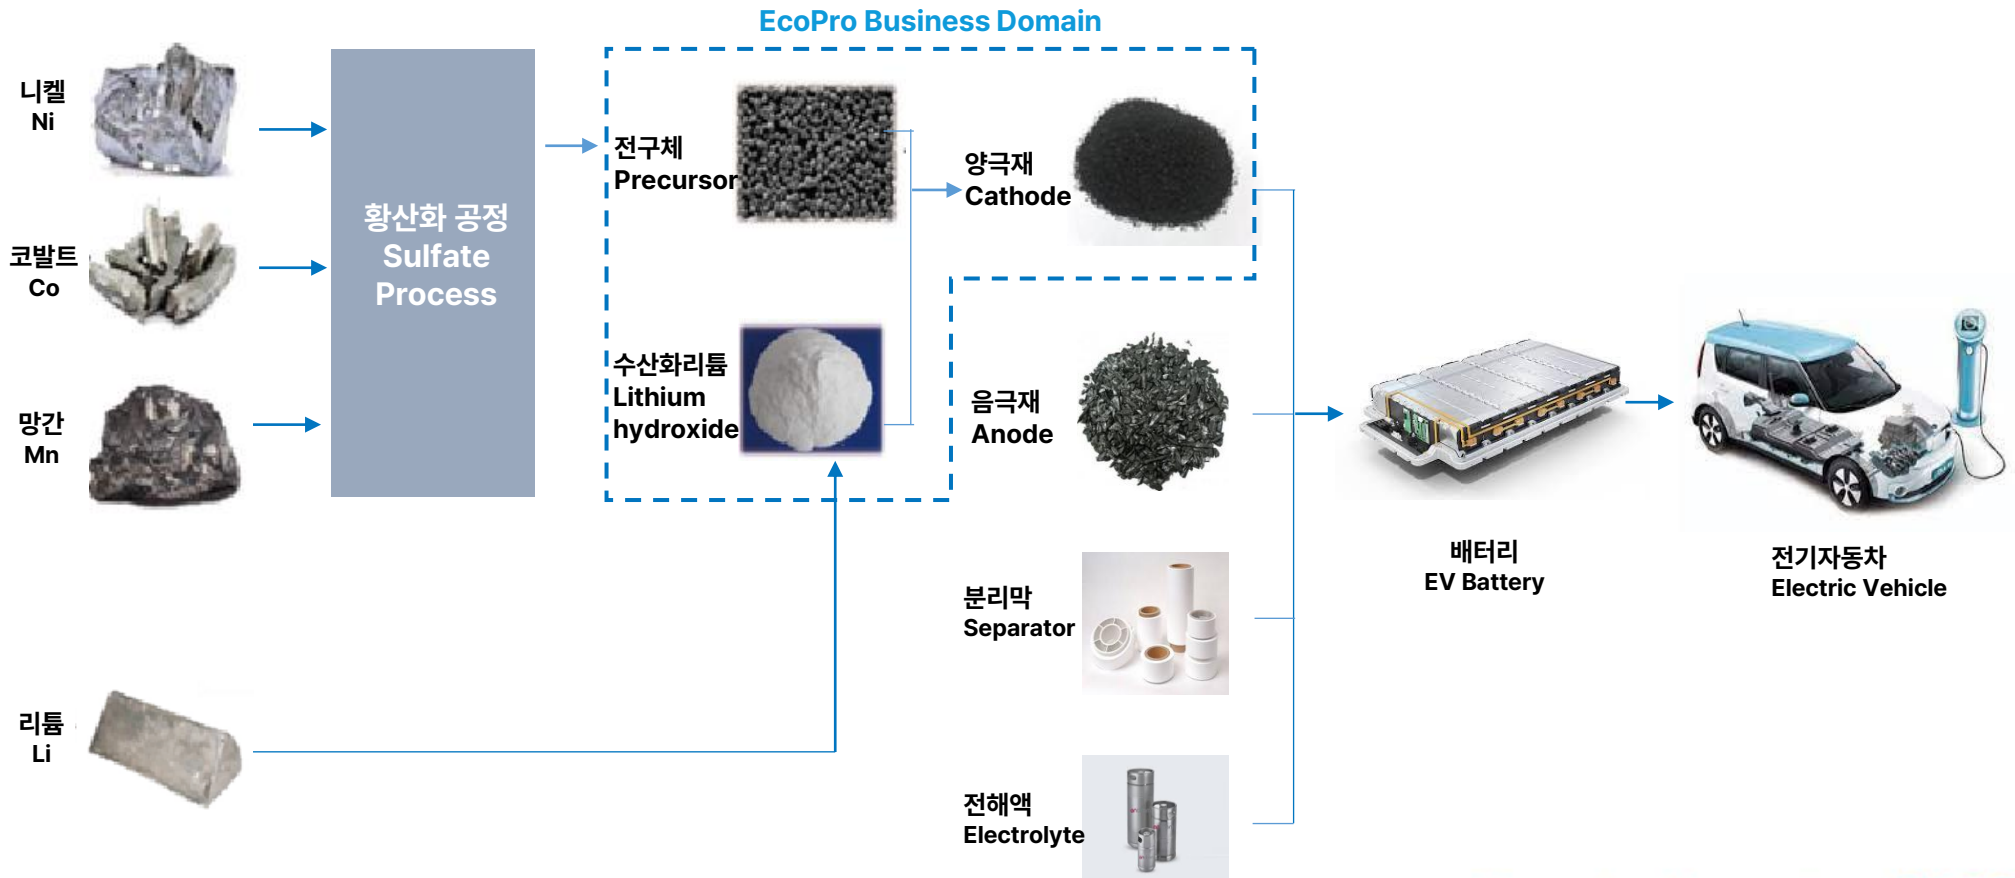 EcoPro Business Domain
니켈
Ni
코발트
Co
망간
Mn
리튬
Li
황산화 공정
Sulfate
Process
전구체
Precursor
수산화리튬
Lithium
hydroxide
양극재
Cathode
음극재
Anode
분리막
Separator
전해액
Electrolyte
배터리
EV Battery
전기자동차
Electric Vehicle